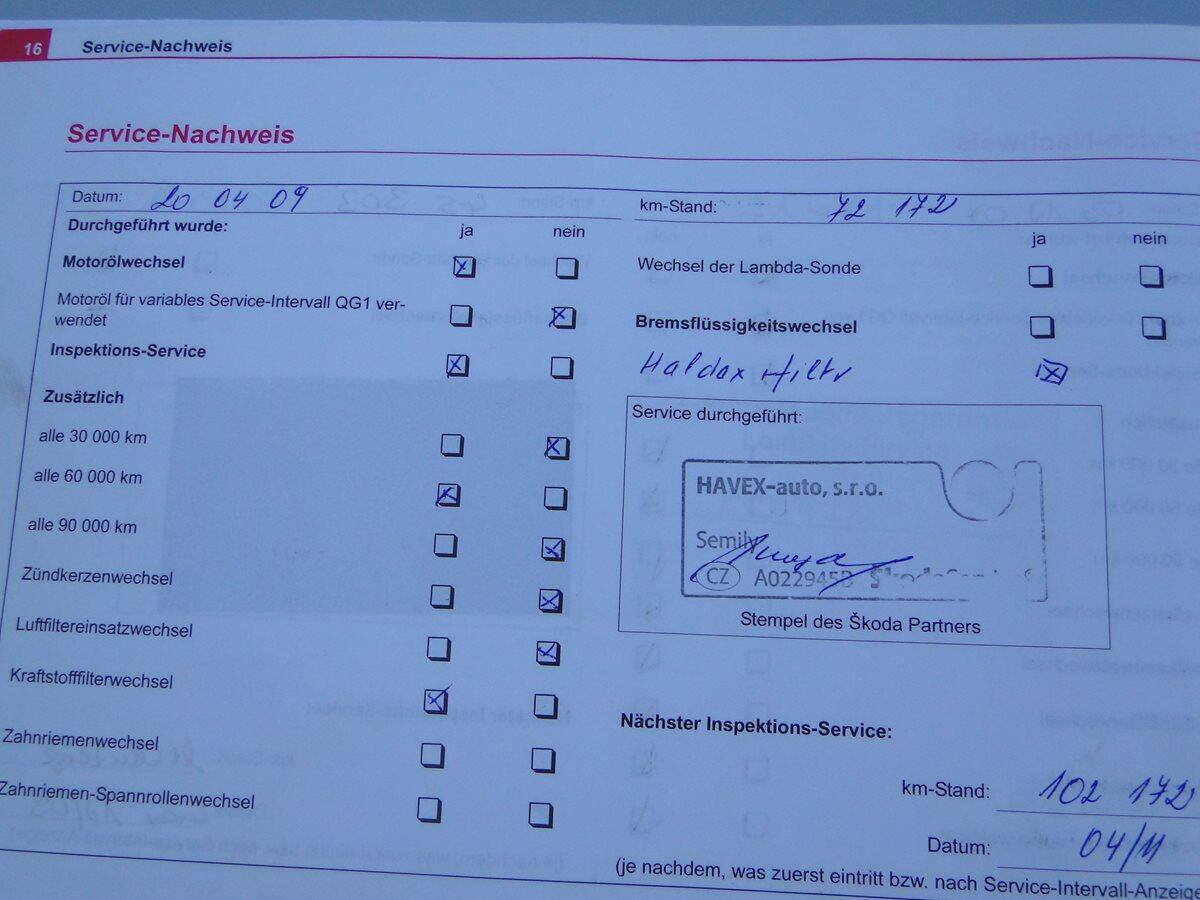 16 Service-Nachweis
Service-Nachweis
Datum: 20 04 09
km-Stand: 72 172
Durchgeführt wurde:
ja nein
ja nein
Motorölwechsel
Wechsel der Lambda-Sonde
Motoröl für variables Service-Intervall QG1 ver-
wendet
Bremsflüssigkeitswechsel
Inspektions-Service
Haldax filtr
Zusätzlich
Service durchgeführt:
alle 30 000 km
alle 60 000 km
alle 90 000 km
Zündkerzenwechsel
Luftfiltereinsatzwechsel
Kraftstofffilterwechsel
Zahnriemenwechsel
Zahnriemen-Spannrollenwechsel
HAVEX-auto, s.r.o.
Semily
CZ A022945B
Stempel des Škoda Partners
Nächster Inspektions-Service:
km-Stand: 102 172
Datum: 04/11
(je nachdem, was zuerst eintritt bzw. nach Service-Intervall-Anzeige